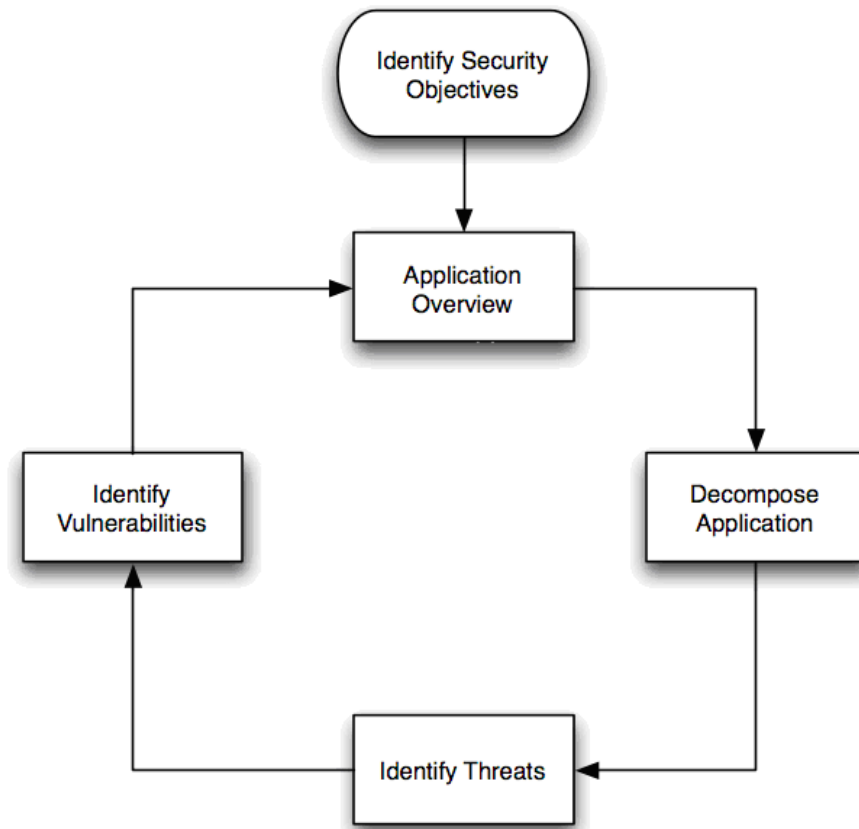 Identify Security
Objectives
Application
Overview
Identify
Vulnerabilities
Decompose
Application
Identify Threats